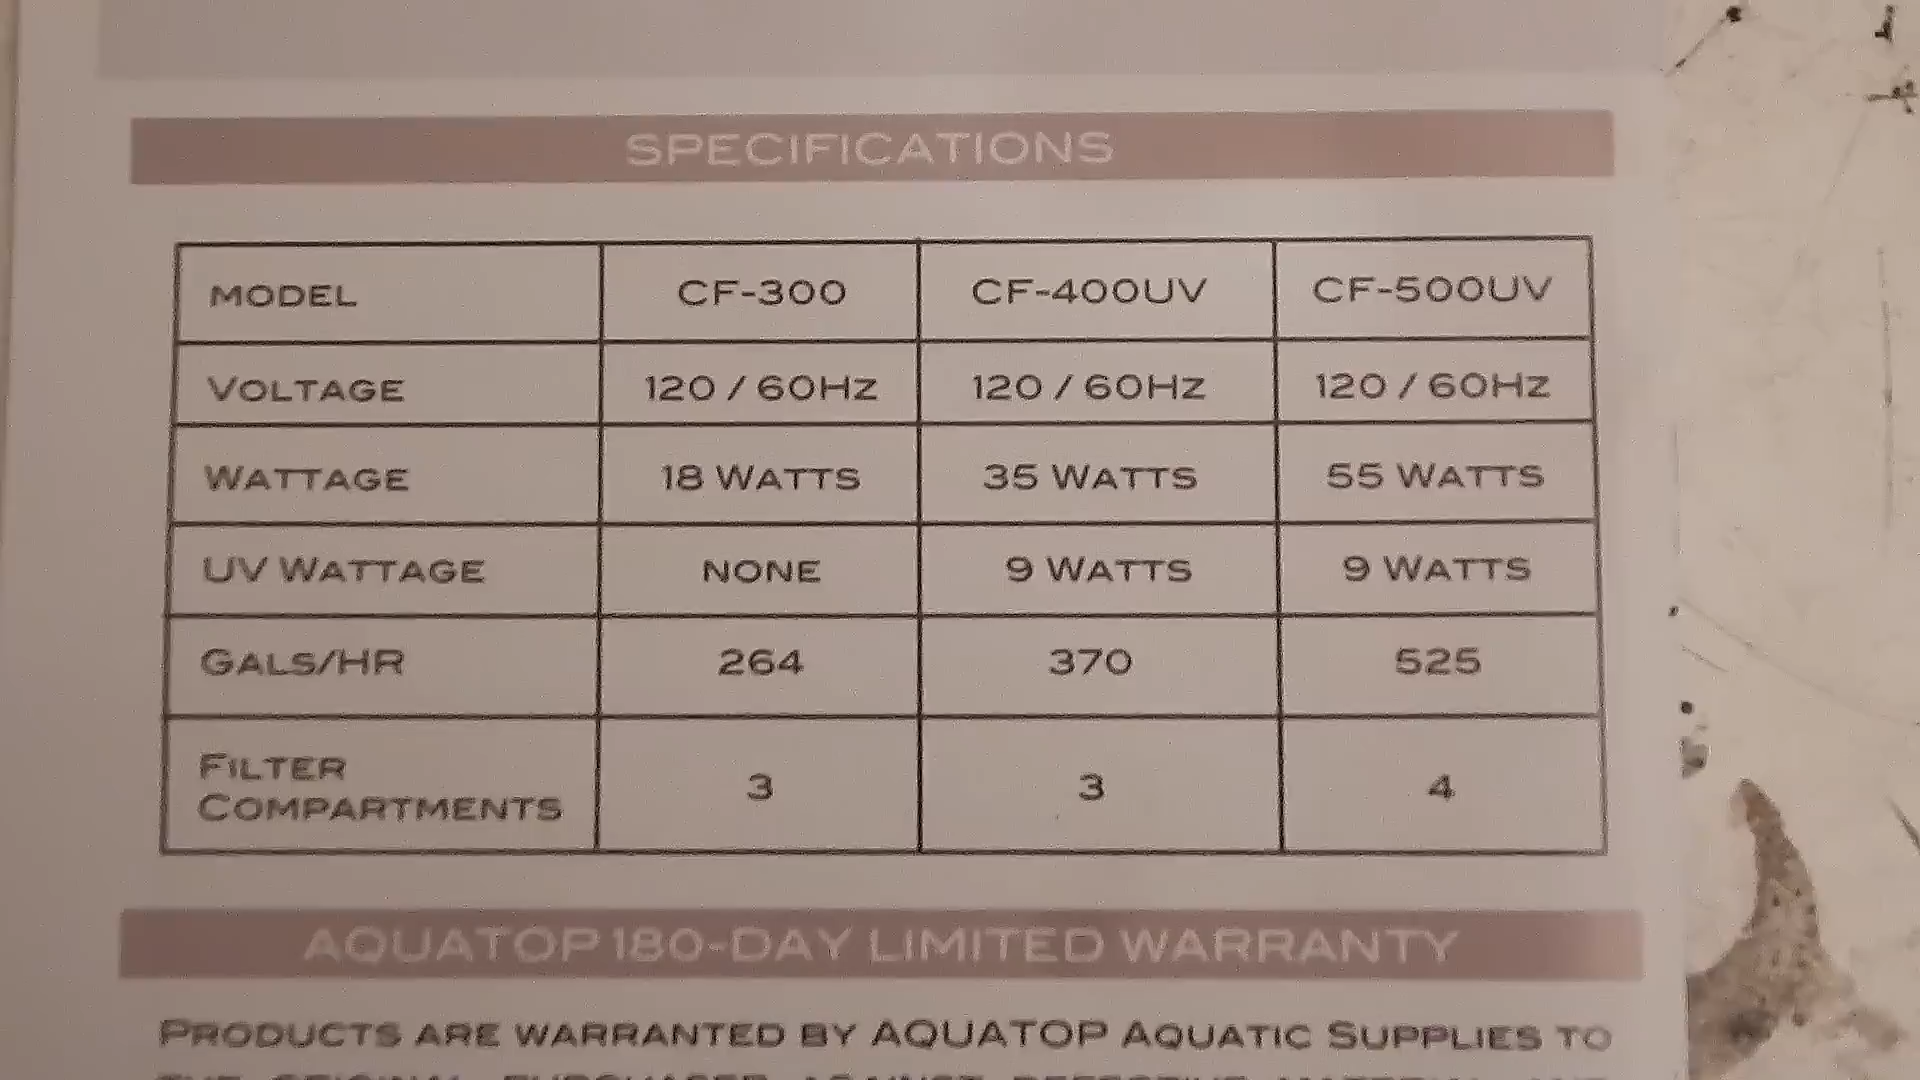 SPECIFICATIONS
MODEL CF-300 CF-400UV CF-500UV
VOLTAGE 120 / 60HZ 120 / 60HZ 120 / 60HZ
WATTAGE 18 WATTS 35 WATTS 55 WATTS
UV WATTAGE NONE 9 WATTS 9 WATTS
GALS/HR 264 370 525
FILTER
COMPARTMENTS 3 3 4
AQUATOP 180-DAY LIMITED WARRANTY
PRODUCTS ARE WARRANTED BY AQUATOP AQUATIC SUPPLIES TO